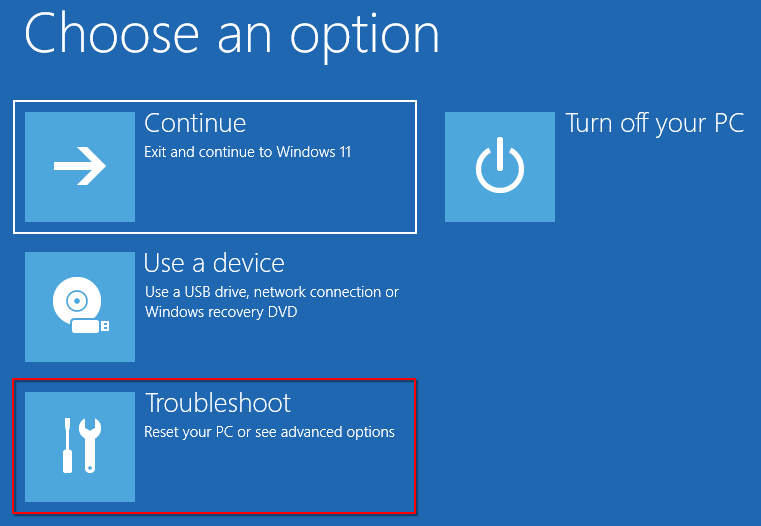 Choose an option
Continue
Exit and continue to Windows 11
Turn off your PC
Use a device
Use a USB drive, network connection or
Windows recovery DVD
Troubleshoot
Reset your PC or see advanced options